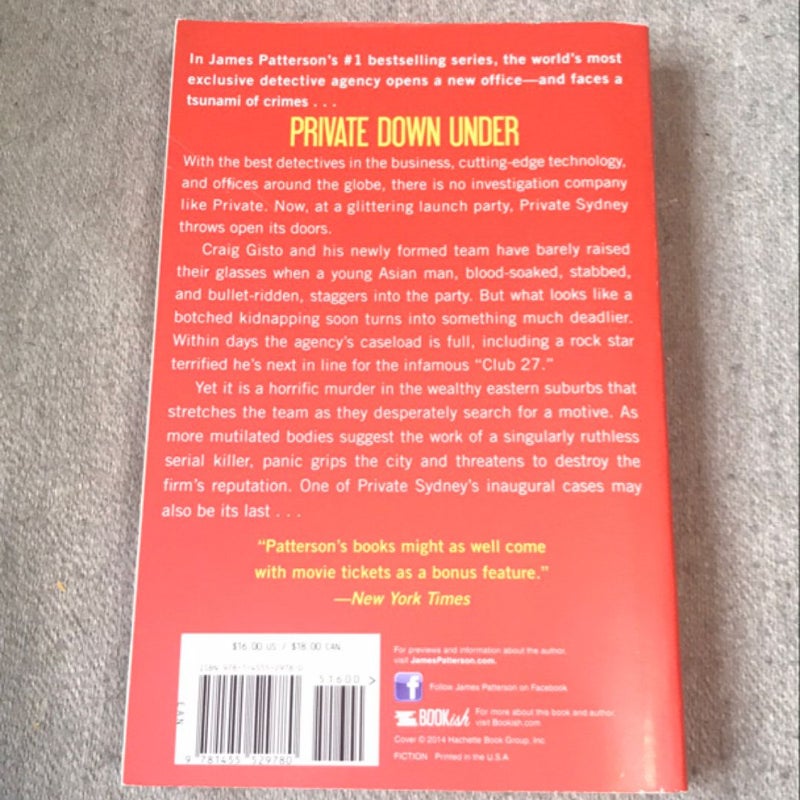 In James Patterson's #1 bestselling series, the world's most
exclusive detective agency opens a new office—and faces a
tsunami of crimes . . .
PRIVATE DOWN UNDER
With the best detectives in the business, cutting-edge technology,
and offices around the globe, there is no investigation company
like Private. Now, at a glittering launch party, Private Sydney
throws open its doors.
Craig Gisto and his newly formed team have barely raised
their glasses when a young Asian man, blood-soaked, stabbed,
and bullet-ridden, staggers into the party. But what looks like a
botched kidnapping soon turns into something much deadlier.
Within days the agency's caseload is full, including a rock star
terrified he's next in line for the infamous "Club 27."
Yet it is a horrific murder in the wealthy eastern suburbs that
stretches the team as they desperately search for a motive. As
more mutilated bodies suggest the work of a singularly ruthless
serial killer, panic grips the city and threatens to destroy the
firm's reputation. One of Private Sydney's inaugural cases may
also be its last . . .
"Patterson's books might as well come
with movie tickets as a bonus feature."
—New York Times
$16.00 US / $18.00 CAN
ISBN 978-1-4555-2978-0
51600 >
EAN
9 781455 529780
For previews and information about the author,
visit JamesPatterson.com.
f Follow James Patterson on Facebook
BOOKish For more about this book and author,
visit Bookish.com
Cover © 2014 Hachette Book Group, Inc.
FICTION Printed in the U.S.A